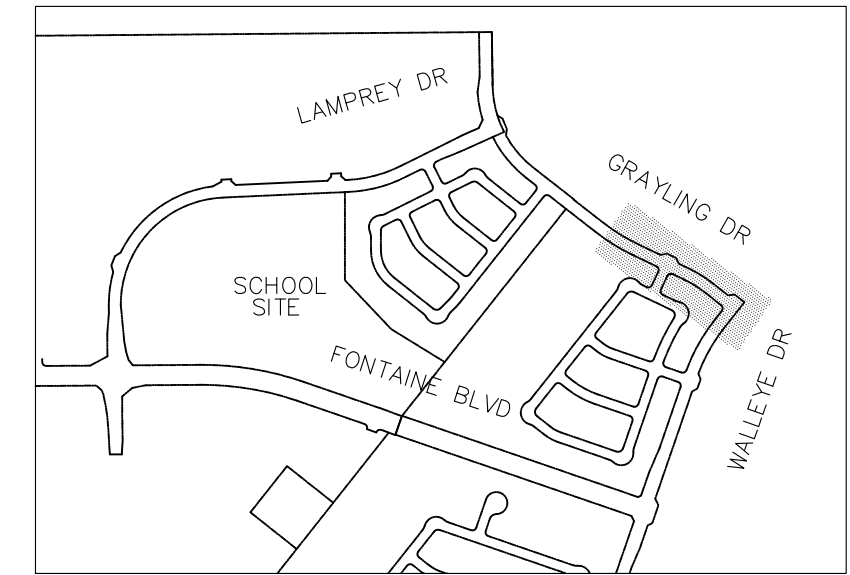 LAMPREY DR
GRAYLING DR
SCHOOL
SITE
FONTAINE BLVD
WALLEYE DR